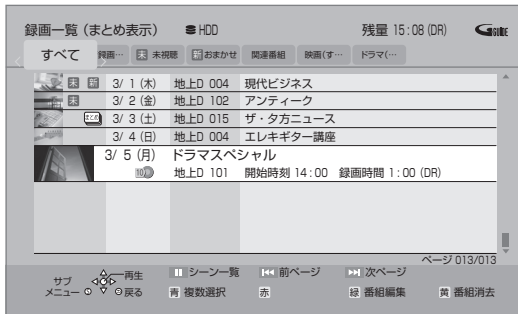 録画一覧 (まとめ表示) HDD 残量 15:08 (DR) G GUIDE
すべて 録画… 未 未視聴 新 おまかせ 関連番組 映画(す… ドラマ(…
未 新 3/ 1 (木) 地上D 004 現代ビジネス
未 3/ 2 (金) 地上D 102 アンティーク
まとめ 3/ 3 (土) 地上D 015 ザ・夕方ニュース
3/ 4 (日) 地上D 004 エレキギター講座
3/ 5 (月) ドラマスペシャル
地上D 101 開始時刻 14:00 録画時間 1:00 (DR)
ページ 013/013
サブメニュー 再生 戻る シーン一覧 前ページ 次ページ
青 複数選択 赤 緑 番組編集 黄 番組消去